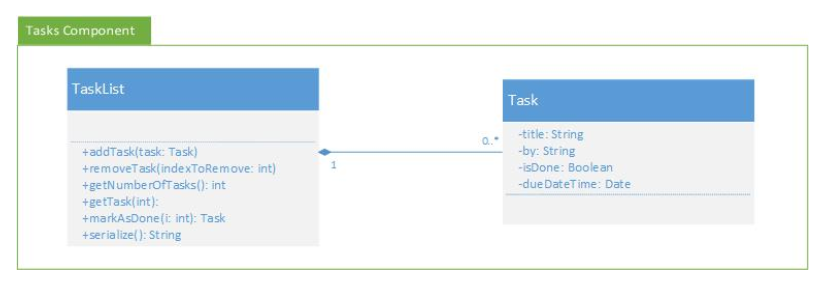 Tasks Component
TaskList
+addTask(task: Task)
+removeTask(indexToRemove: int)
+getNumberOfTasks(): int
+getTask(int):
+markAsDone(i: int): Task
+serialize(): String
1
0..*
Task
-title: String
-by: String
-isDone: Boolean
-dueDateTime: Date